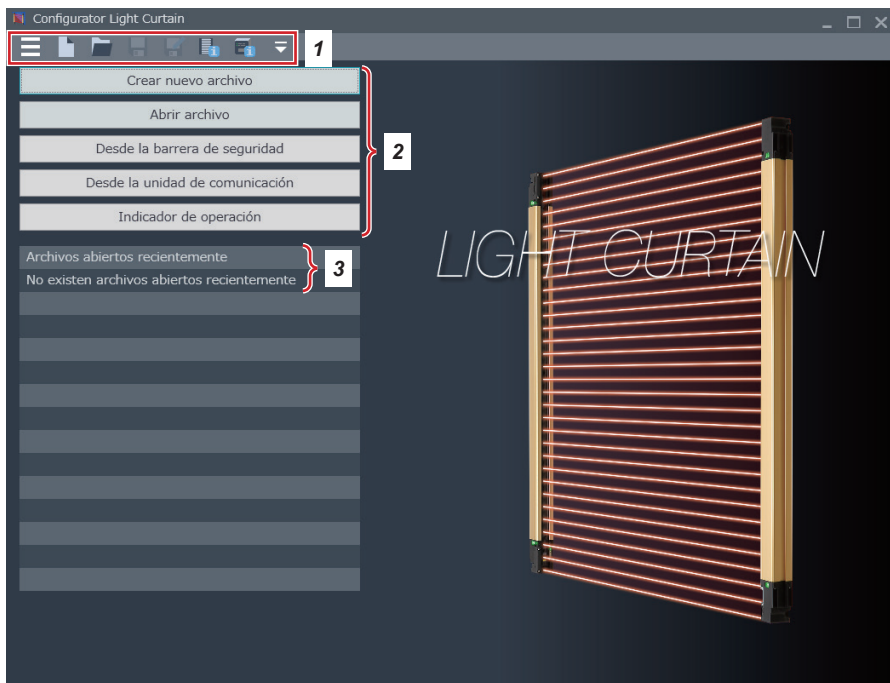 Configurator Light Curtain
1
Crear nuevo archivo
Abrir archivo
Desde la barrera de seguridad
Desde la unidad de comunicación
Indicador de operación
2
Archivos abiertos recientemente
No existen archivos abiertos recientemente
3
LIGHT CURTAIN